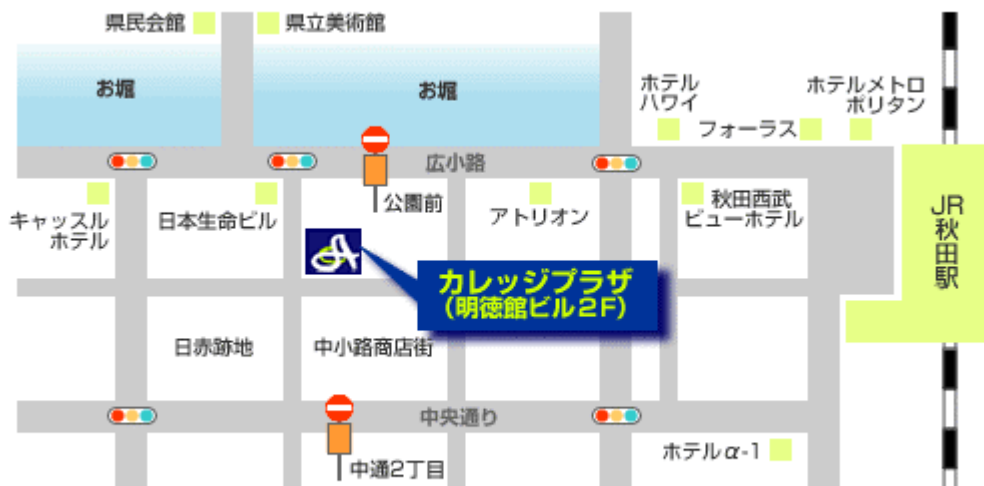 県民会館
県立美術館
お堀
お堀
ホテル
ハワイ
ホテルメトロ
ポリタン
フォーラス
広小路
キャッスル
ホテル
日本生命ビル
公園前
アトリオン
秋田西武
ビューホテル
JR秋田駅
カレッジプラザ
(明徳館ビル2F)
日赤跡地
中小路商店街
中央通り
中通2丁目
ホテルα-1